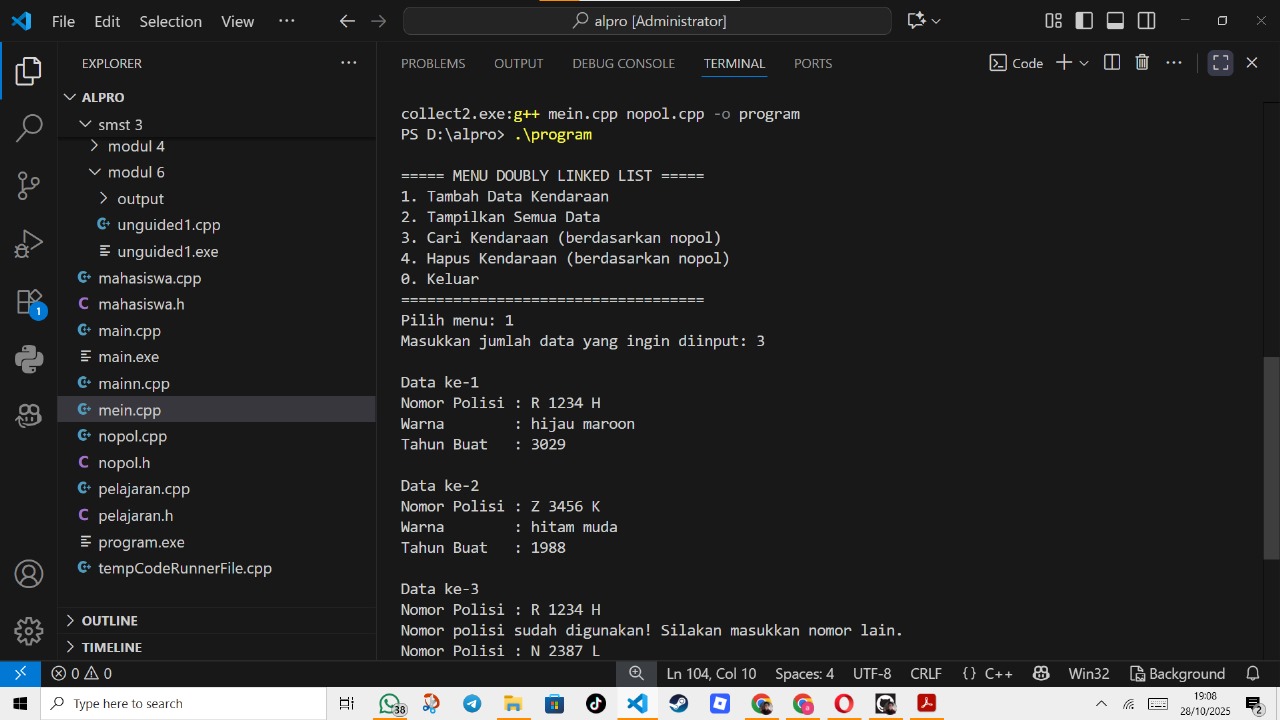 File Edit Selection View ··· alpro [Administrator]
EXPLORER ···
ALPRO
smst 3
modul 4
modul 6
output
unguided1.cpp
unguided1.exe
mahasiswa.cpp
mahasiswa.h
main.cpp
main.exe
mainn.cpp
mein.cpp
nopol.cpp
nopol.h
pelajaran.cpp
pelajaran.h
program.exe
tempCodeRunnerFile.cpp
OUTLINE
TIMELINE
1
PROBLEMS OUTPUT DEBUG CONSOLE TERMINAL PORTS Code ···
collect2.exe:g++ mein.cpp nopol.cpp -o program
PS D:\alpro> .\program
===== MENU DOUBLY LINKED LIST =====
1. Tambah Data Kendaraan
2. Tampilkan Semua Data
3. Cari Kendaraan (berdasarkan nopol)
4. Hapus Kendaraan (berdasarkan nopol)
0. Keluar
===================================
Pilih menu: 1
Masukkan jumlah data yang ingin diinput: 3
Data ke-1
Nomor Polisi : R 1234 H
Warna        : hijau maroon
Tahun Buat   : 3029
Data ke-2
Nomor Polisi : Z 3456 K
Warna        : hitam muda
Tahun Buat   : 1988
Data ke-3
Nomor Polisi : R 1234 H
Nomor polisi sudah digunakan! Silakan masukkan nomor lain.
Nomor Polisi : N 2387 L
0 0 Ln 104, Col 10 Spaces: 4 UTF-8 CRLF {} C++ Win32 Background
Type here to search
38
19:08
28/10/2025
2